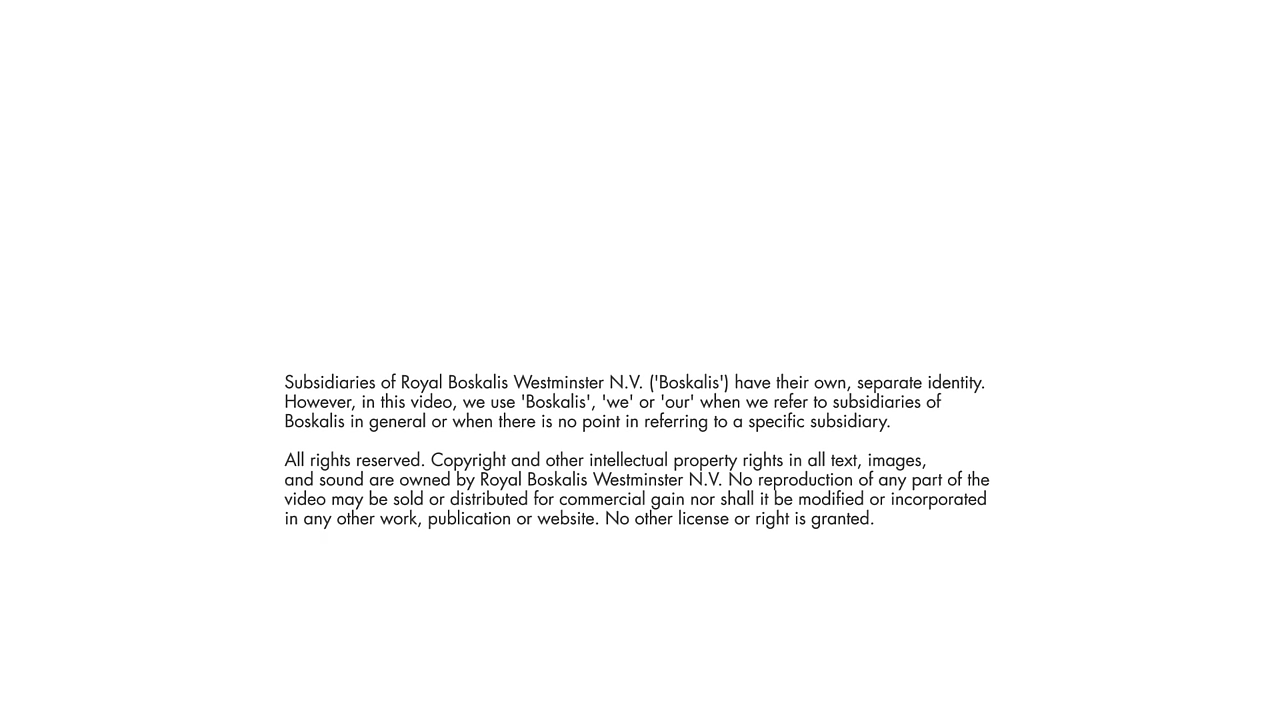 Subsidiaries of Royal Boskalis Westminster N.V. ('Boskalis') have their own, separate identity.
However, in this video, we use 'Boskalis', 'we' or 'our' when we refer to subsidiaries of
Boskalis in general or when there is no point in referring to a specific subsidiary.
All rights reserved. Copyright and other intellectual property rights in all text, images,
and sound are owned by Royal Boskalis Westminster N.V. No reproduction of any part of the
video may be sold or distributed for commercial gain nor shall it be modified or incorporated
in any other work, publication or website. No other license or right is granted.